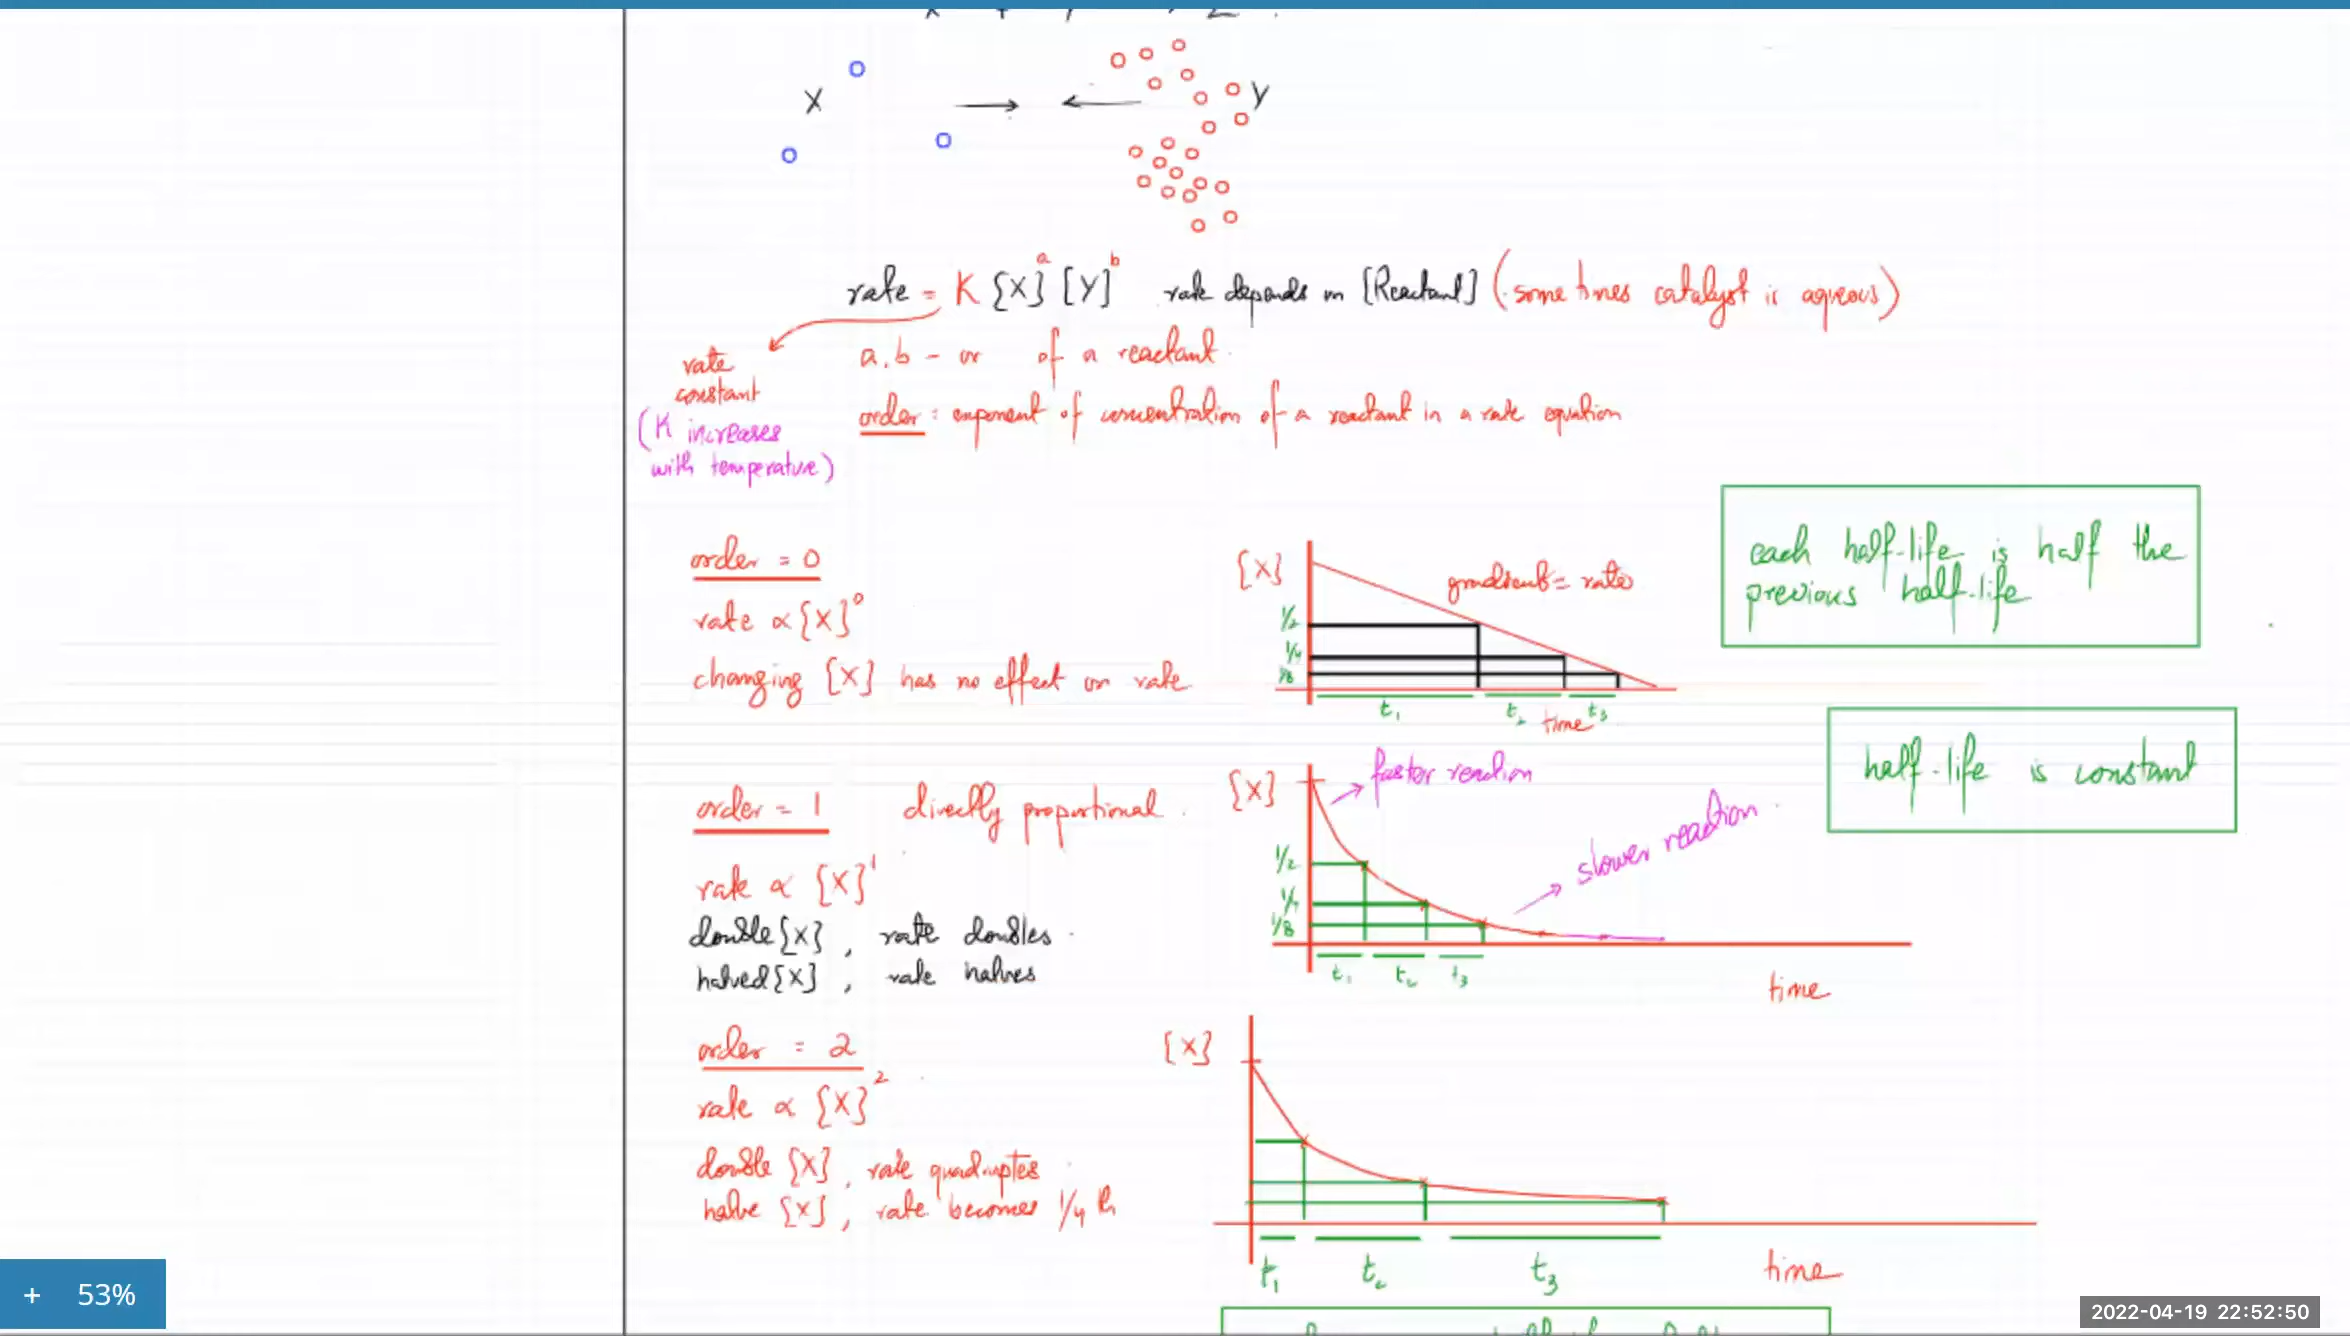 X
Y
rate = K [X]^a [Y]^b rate depends on [Reactant] (some times catalyst is aqueous)
a,b - or of a reactant
order : exponent of concentration of a reactant in a rate equation
rate
constant
(K increases
with temperature)
order = 0
rate ∝ [X]^0
changing [X] has no effect on rate
[X]
gradient = rate
1/2
1/4
1/8
t1
t2
t3
time
each half-life is half the
previous half-life
order = 1 directly proportional
rate ∝ [X]^1
double [X], rate doubles
halved [X], rate halves
[X]
faster reaction
slower reaction
1/2
1/4
1/8
t1
t2
t3
time
half-life is constant
order = 2
rate ∝ [X]^2
double [X], rate quadruples
halve [X], rate becomes 1/4 th
[X]
t1
t2
t3
time
+ 53%
2022-04-19 22:52:50